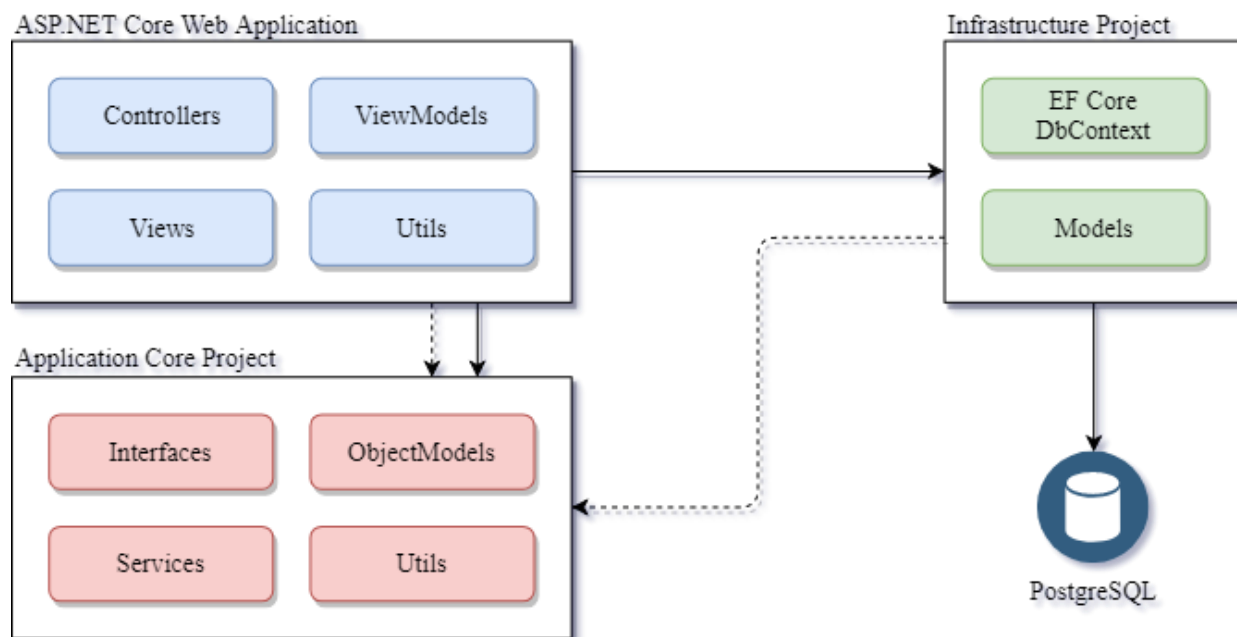 ASP.NET Core Web Application
Controllers
ViewModels
Views
Utils
Infrastructure Project
EF Core
DbContext
Models
Application Core Project
Interfaces
ObjectModels
Services
Utils
PostgreSQL